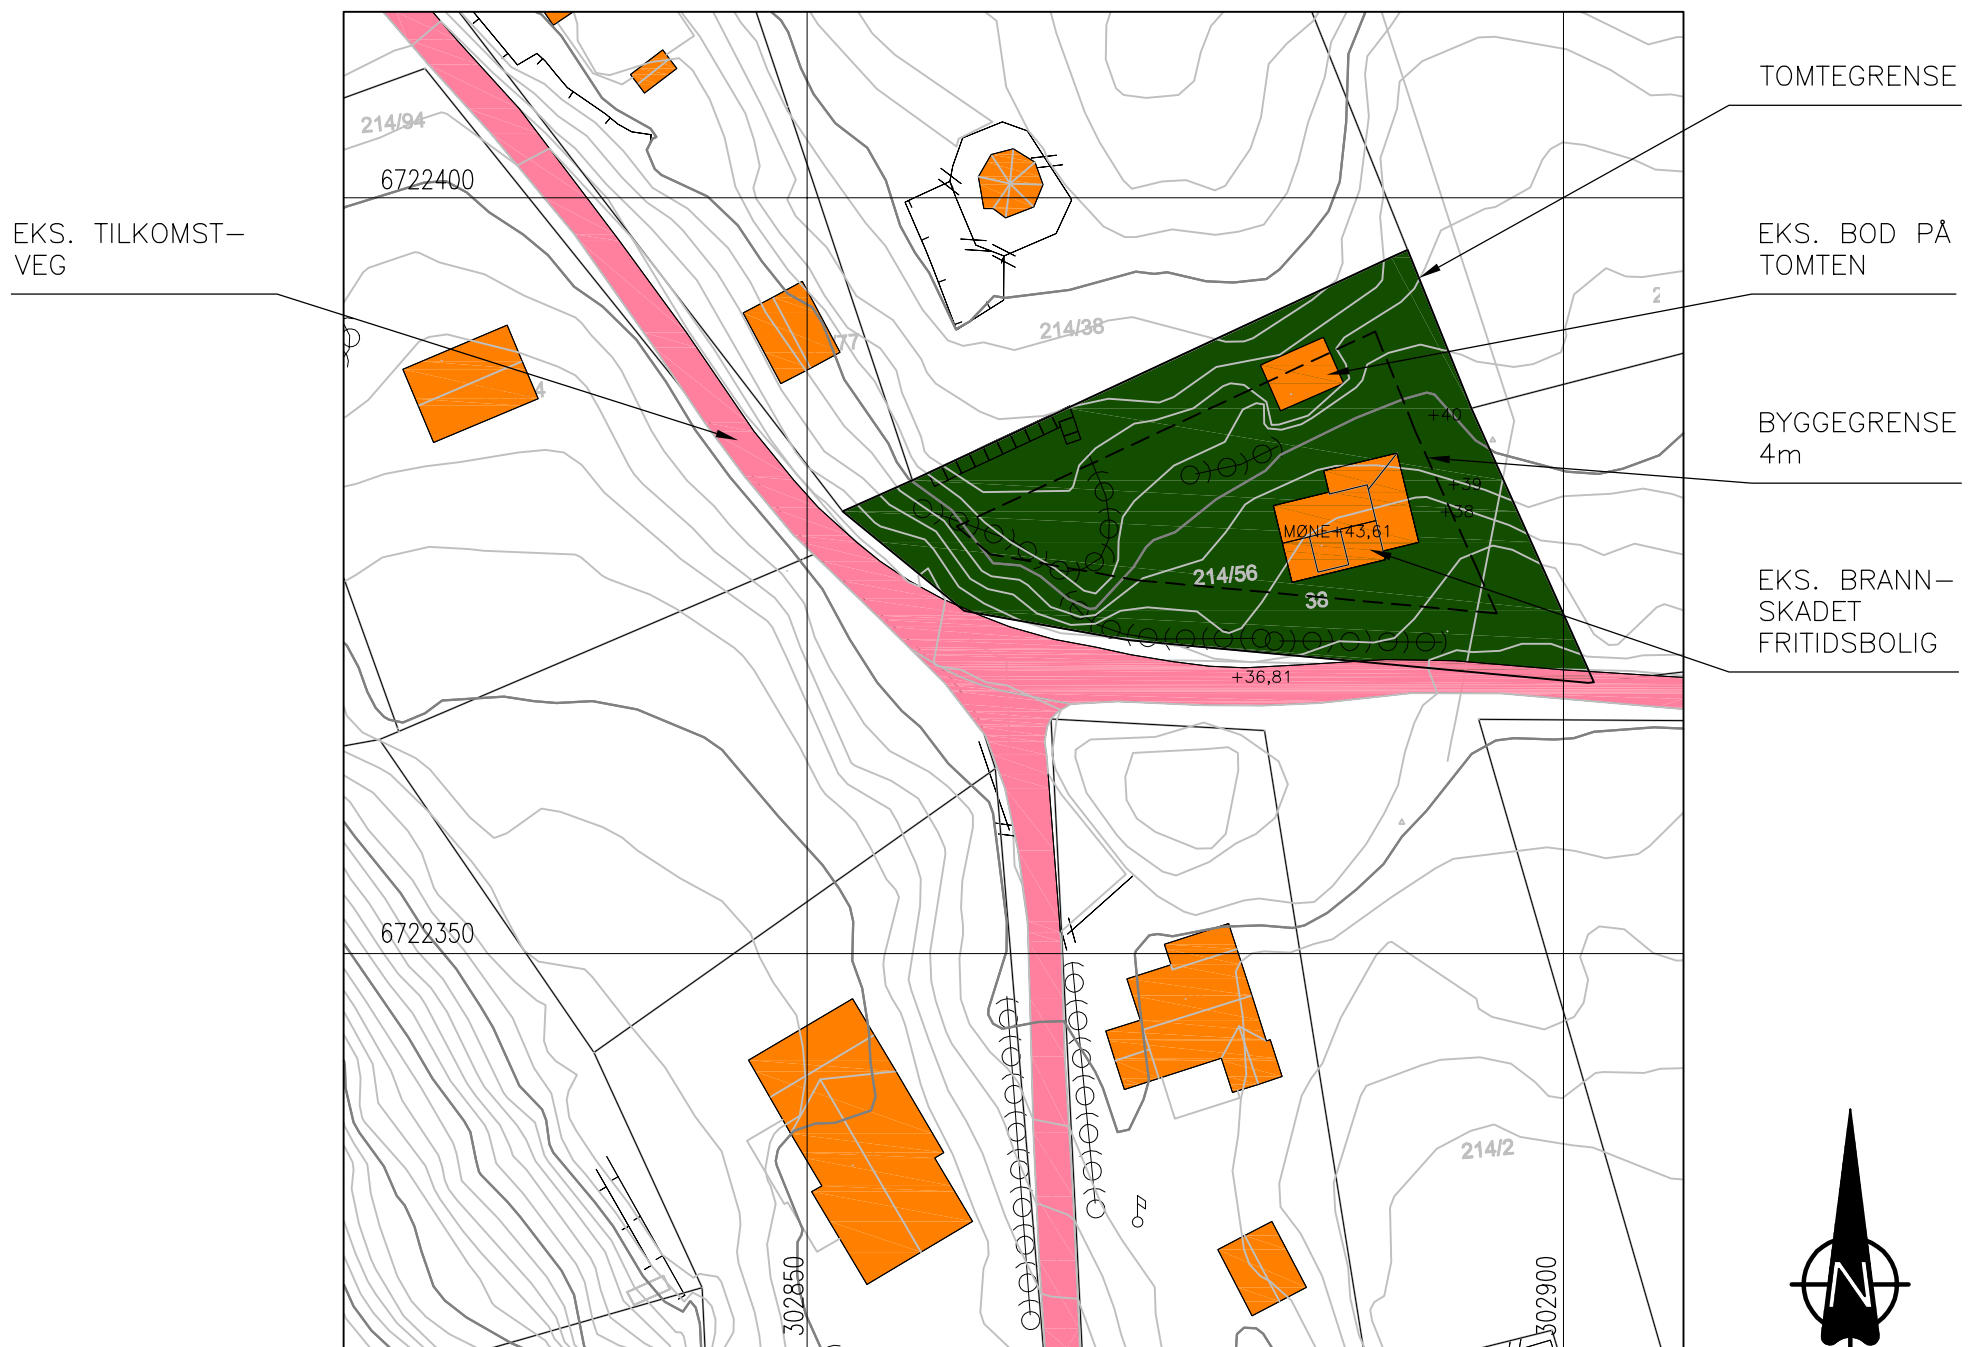 TOMTEGRENSE
214/94
6722400
EKS. TILKOMST-
VEG
EKS. BOD PÅ
TOMTEN
214/38
+40
BYGGEGRENSE
4m
+39
+38
MØNE+43,61
214/56
38
EKS. BRANN-
SKADET
FRITIDSBOLIG
+36,81
6722350
214/2
302850
302900
N